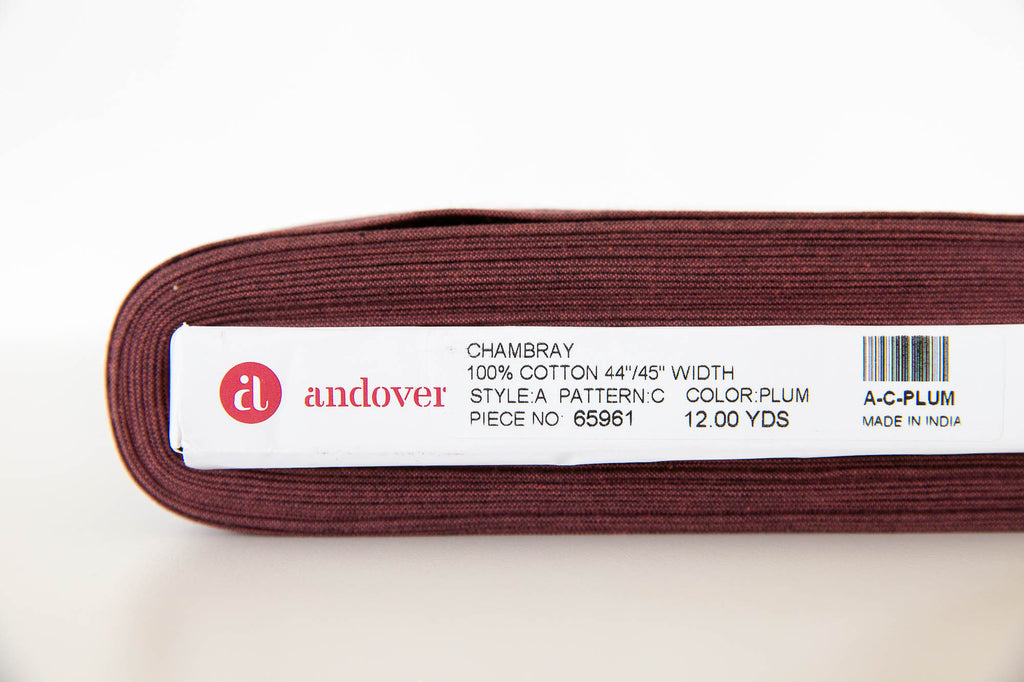 a andover
CHAMBRAY
100% COTTON 44"/45" WIDTH
STYLE:A PATTERN:C COLOR:PLUM
PIECE NO: 65961 12.00 YDS
A-C-PLUM
MADE IN INDIA